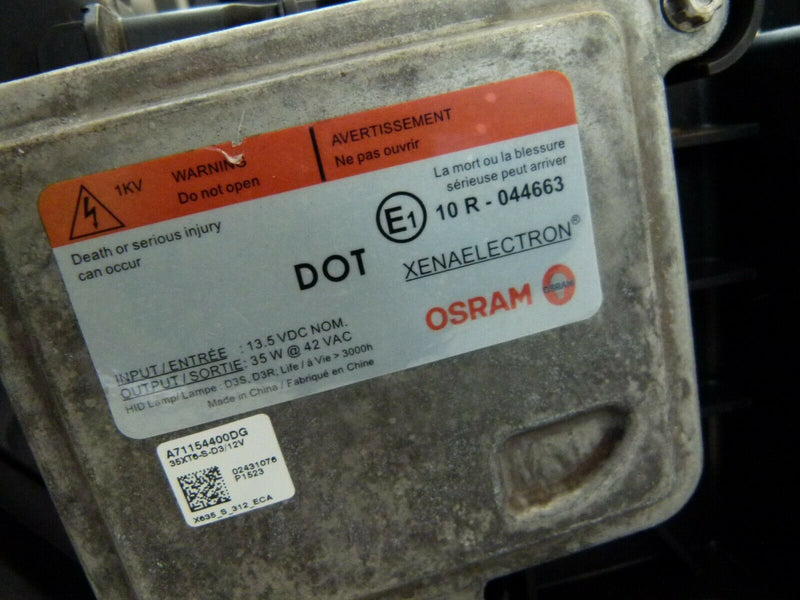 1KV
WARNING
Do not open
AVERTISSEMENT
Ne pas ouvrir
Death or serious injury
can occur
La mort ou la blessure
sérieuse peut arriver
E1 10 R - 044663
DOT
XENAELECTRON®
OSRAM OSRAM
INPUT / ENTRÉE : 13.5 VDC NOM.
OUTPUT / SORTIE: 35 W @ 42 VAC
HID Lamp/ Lampe : D3S, D3R; Life / à Vie > 3000h
Made in China / Fabriqué en Chine
A71154400DG
35XT6-S-D3/12V
02431076
P1523
X635_S_312_ECA